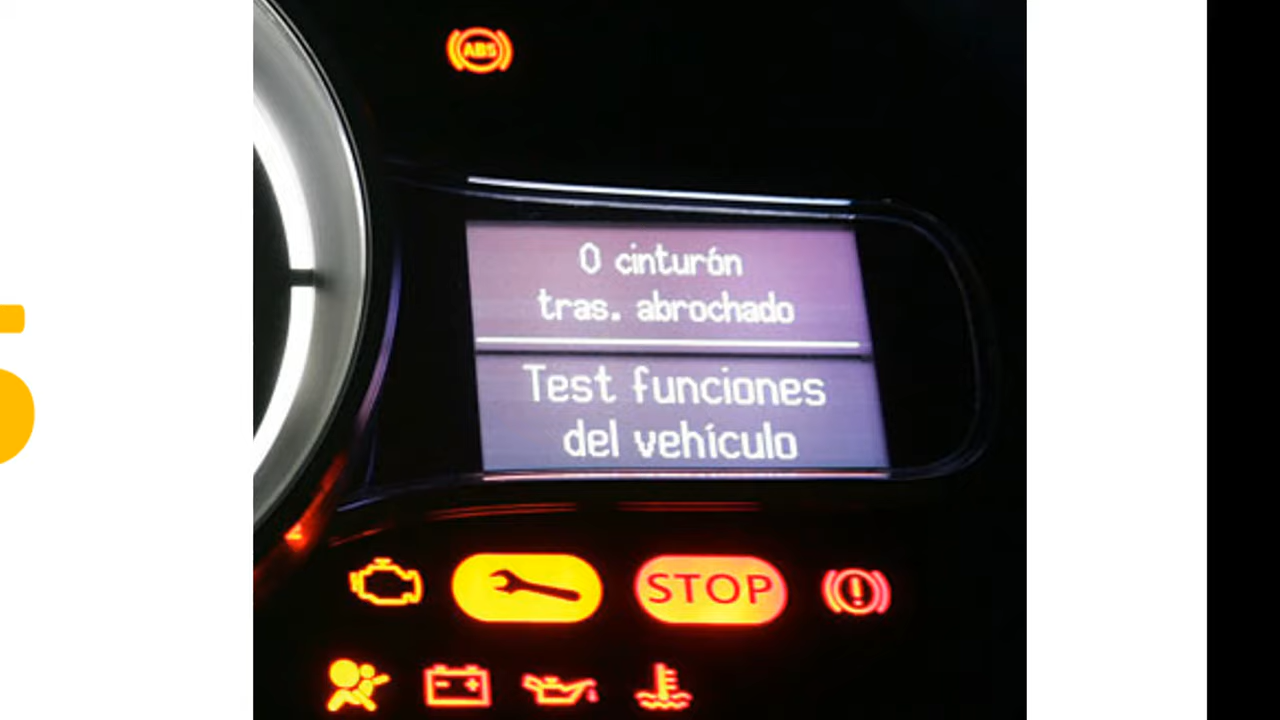 ABS
0 cinturón
tras. abrochado
Test funciones
del vehículo
STOP